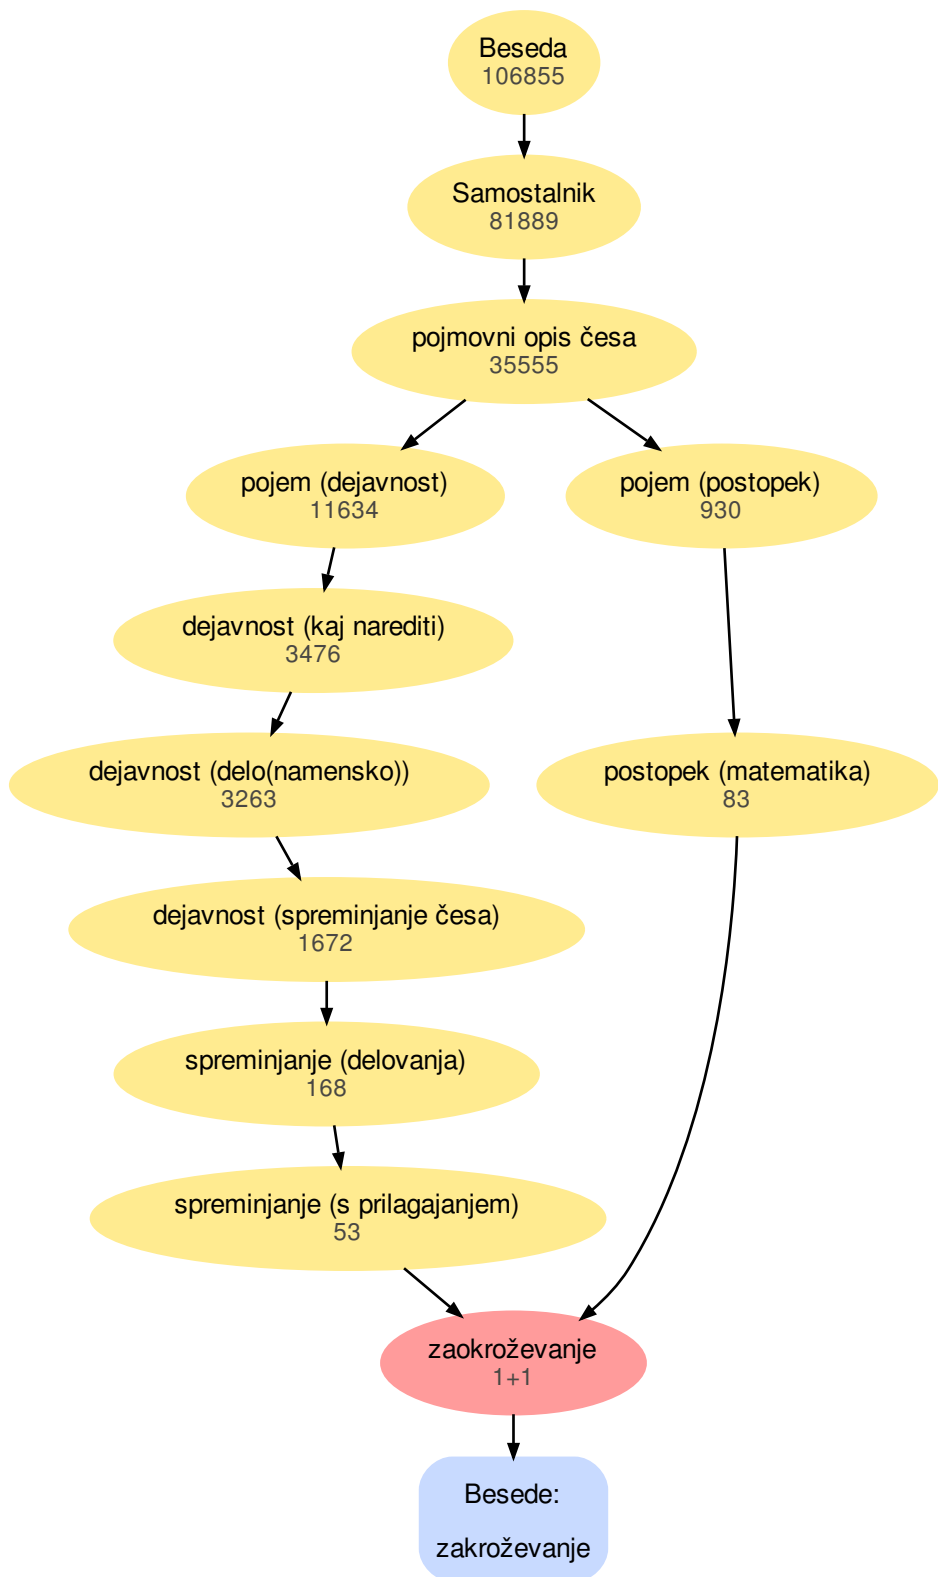 Beseda
106855
Samostalnik
81889
pojmovni opis česa
35555
pojem (dejavnost)
11634
pojem (postopek)
930
dejavnost (kaj narediti)
3476
dejavnost (delo(namensko))
3263
postopek (matematika)
83
dejavnost (spreminjanje česa)
1672
spreminjanje (delovanja)
168
spreminjanje (s prilagajanjem)
53
zaokroževanje
1+1
Besede:
zakroževanje